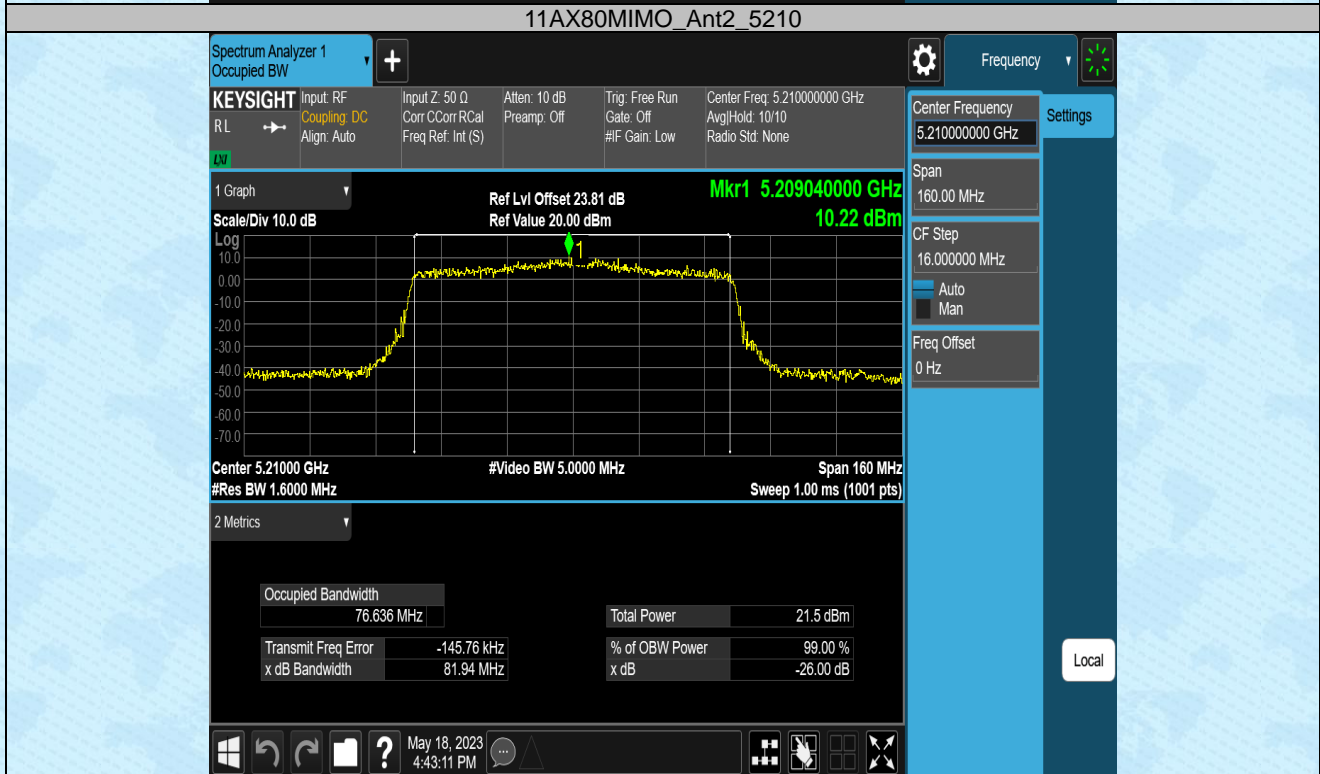 11AX80MIMO_Ant2_5210
Spectrum Analyzer 1
Occupied BW
+
Frequency
KEYSIGHT
R L
LXI
Input: RF
Coupling: DC
Align: Auto
Input Z: 50 Ω
Corr CCorr RCal
Freq Ref: Int (S)
Atten: 10 dB
Preamp: Off
Trig: Free Run
Gate: Off
#IF Gain: Low
Center Freq: 5.210000000 GHz
Avg|Hold: 10/10
Radio Std: None
Center Frequency
5.210000000 GHz
Settings
Span
160.00 MHz
CF Step
16.000000 MHz
Auto
Man
Freq Offset
0 Hz
Local
1 Graph
Scale/Div 10.0 dB
Ref Lvl Offset 23.81 dB
Ref Value 20.00 dBm
Mkr1 5.209040000 GHz
10.22 dBm
Log
1
10.0
0.00
-10.0
-20.0
-30.0
-40.0
-50.0
-60.0
-70.0
Center 5.21000 GHz
#Res BW 1.6000 MHz
#Video BW 5.0000 MHz
Span 160 MHz
Sweep 1.00 ms (1001 pts)
2 Metrics
Occupied Bandwidth
76.636 MHz
Total Power 21.5 dBm
Transmit Freq Error -145.76 kHz
% of OBW Power 99.00 %
x dB Bandwidth 81.94 MHz
x dB -26.00 dB
?
May 18, 2023
4:43:11 PM